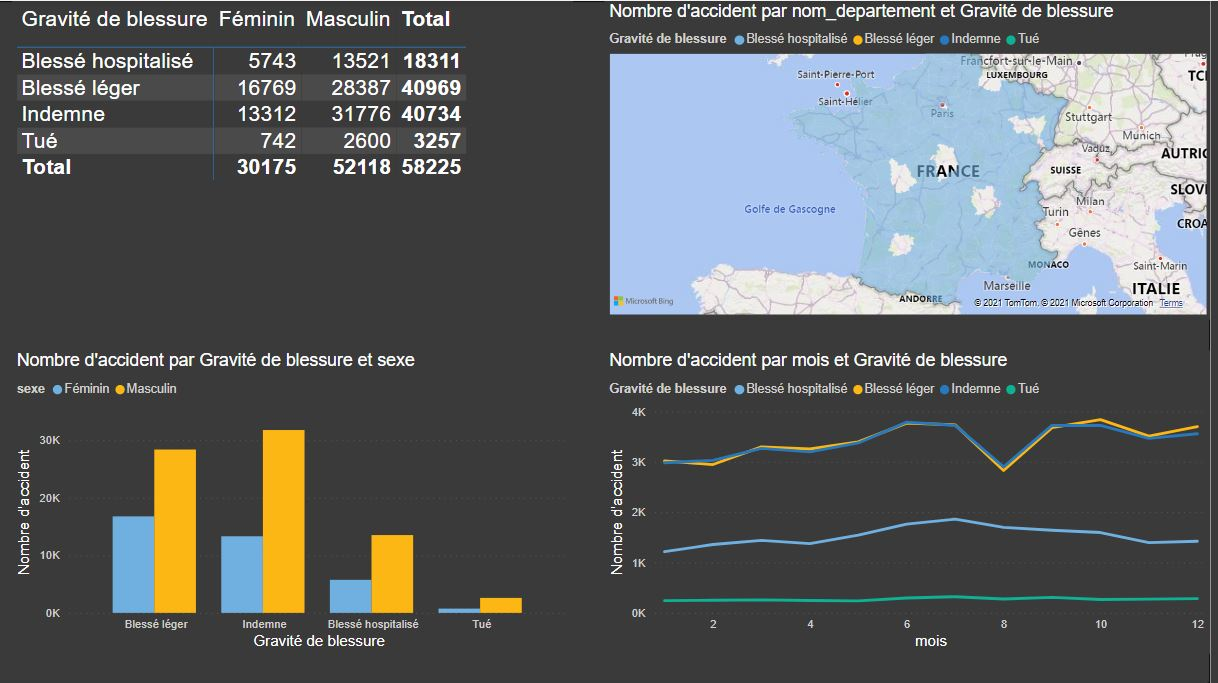 Gravité de blessure Féminin Masculin Total
Blessé hospitalisé 5743 13521 18311
Blessé léger 16769 28387 40969
Indemne 13312 31776 40734
Tué 742 2600 3257
Total 30175 52118 58225
Nombre d'accident par nom_departement et Gravité de blessure
Gravité de blessure Blessé hospitalisé Blessé léger Indemne Tué
Francfort-sur-le-Main
LUXEMBOURG
Saint-Pierre-Port
Saint-Hélier
Paris
Stuttgart
Munich
Vaduz
AUTRIC
FRANCE
SUISSE
SLOV
Milan
Golfe de Gascogne
Turin
CROA
Gênes
MONACO
Saint-Marin
Marseille
ITALIE
ANDORRE
Microsoft Bing
© 2021 TomTom, © 2021 Microsoft Corporation Terms
Nombre d'accident par Gravité de blessure et sexe
sexe Féminin Masculin
30K
20K
10K
0K
Nombre d'accident
Blessé léger Indemne Blessé hospitalisé Tué
Gravité de blessure
Nombre d'accident par mois et Gravité de blessure
Gravité de blessure Blessé hospitalisé Blessé léger Indemne Tué
4K
3K
2K
1K
0K
Nombre d'accident
2 4 6 8 10 12
mois